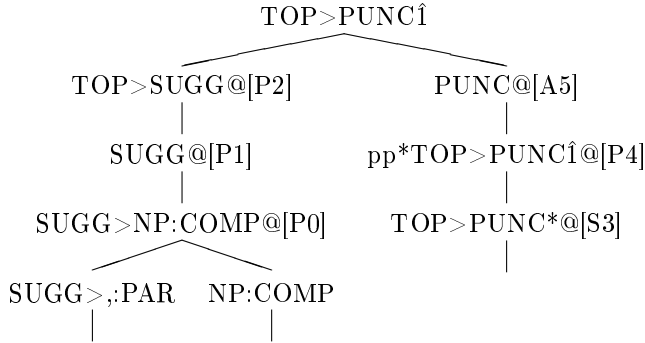 TOP>PUNCÎ
TOP>SUGG@[P2] PUNC@[A5]
SUGG@[P1] pp*TOP>PUNCÎ@[P4]
SUGG>NP:COMP@[P0] TOP>PUNC*@[S3]
SUGG>,:PAR NP:COMP